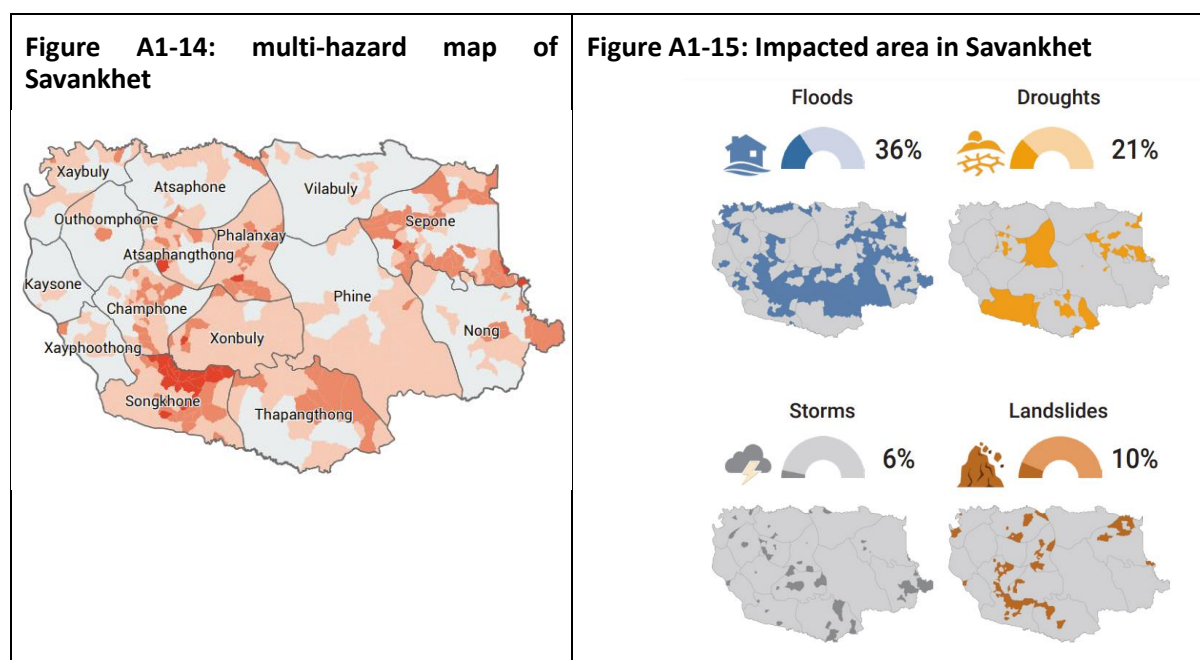 Figure A1-14: multi-hazard map of
Savankhet
Xaybuly
Atsaphone
Vilabuly
Outhoomphone
Sepone
Phalanxay
Atsaphangthong
Kaysone
Champhone
Phine
Xonbuly
Nong
Xayphoothong
Songkhone
Thapangthong
Figure A1-15: Impacted area in Savankhet
Floods
36%
Droughts
21%
Storms
6%
Landslides
10%